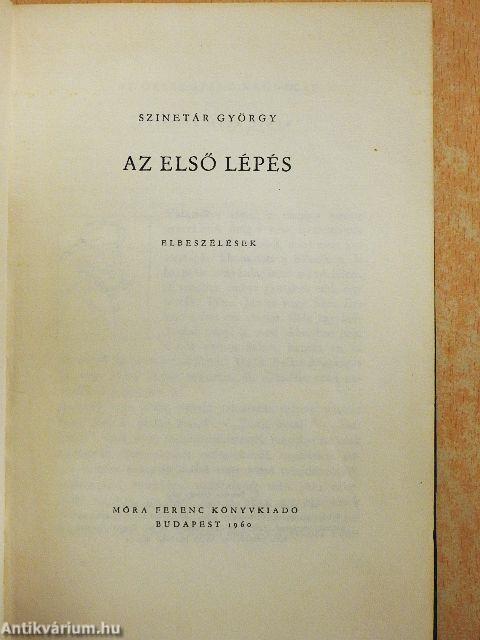 SZINETÁR GYÖRGY
AZ ELSŐ LÉPÉS
ELBESZÉLÉSEK
MÓRA FERENC KÖNYVKIADÓ
BUDAPEST 1960
Antikvárium.hu